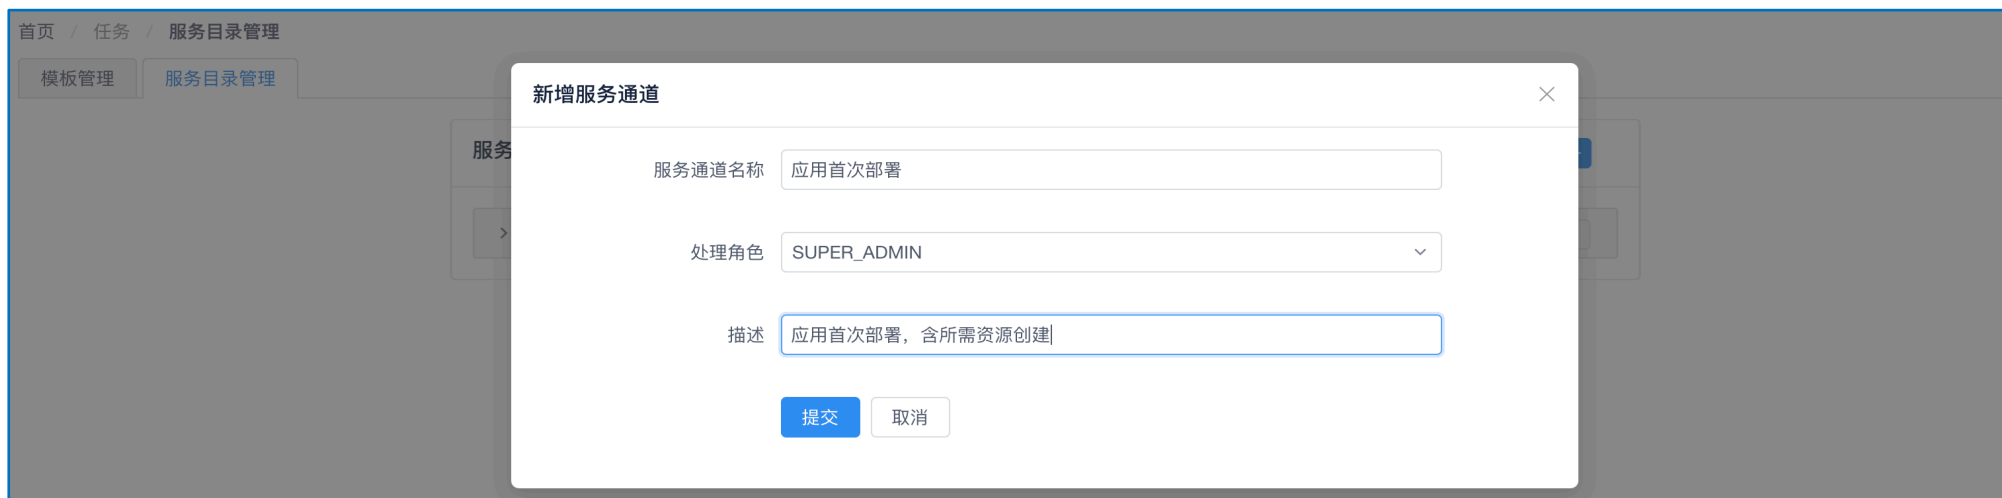 首页 / 任务 / 服务目录管理
模板管理 服务目录管理
服务
新增服务通道
服务通道名称 应用首次部署
处理角色 SUPER_ADMIN
描述 应用首次部署，含所需资源创建
提交 取消